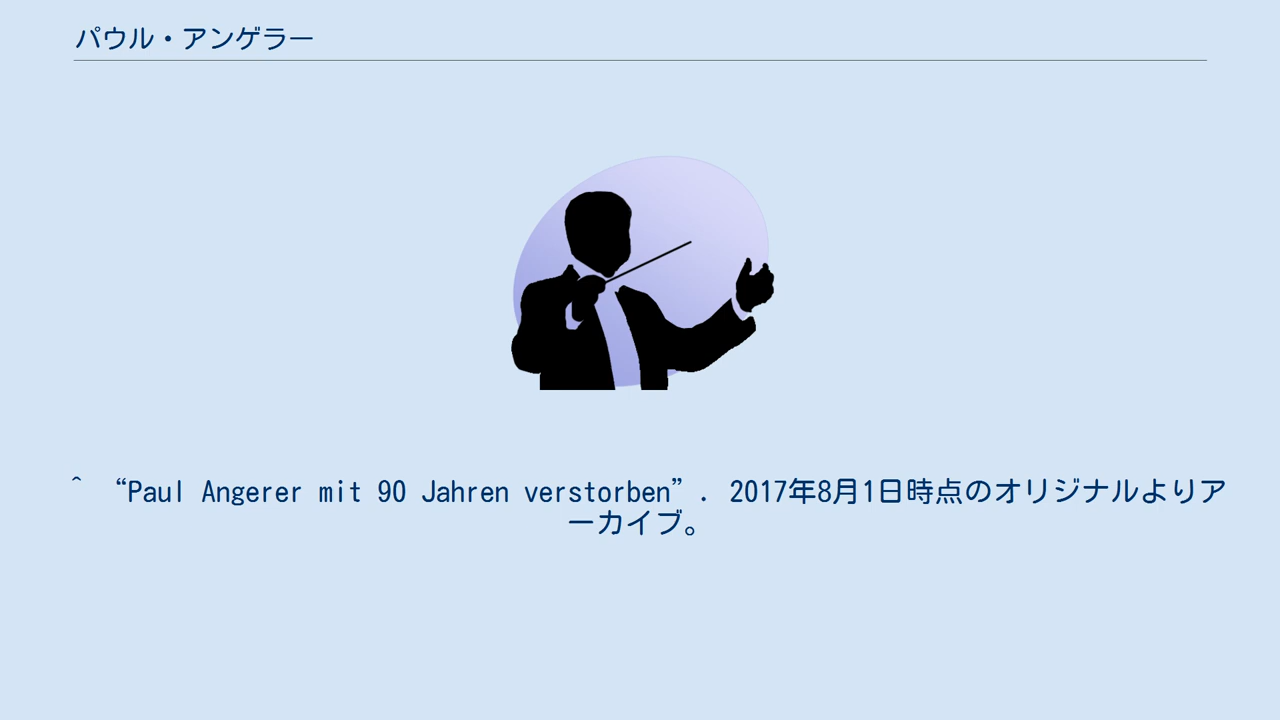 パウル・アンゲラー
^ “Paul Angerer mit 90 Jahren verstorben”. 2017年8月1日時点のオリジナルよりア
ーカイブ。